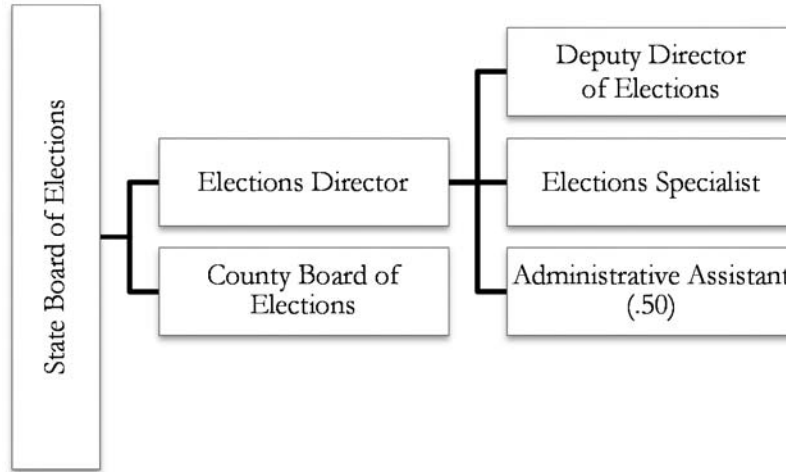 State Board of Elections
Elections Director
County Board of
Elections
Deputy Director
of Elections
Elections Specialist
Administrative Assistant
(.50)